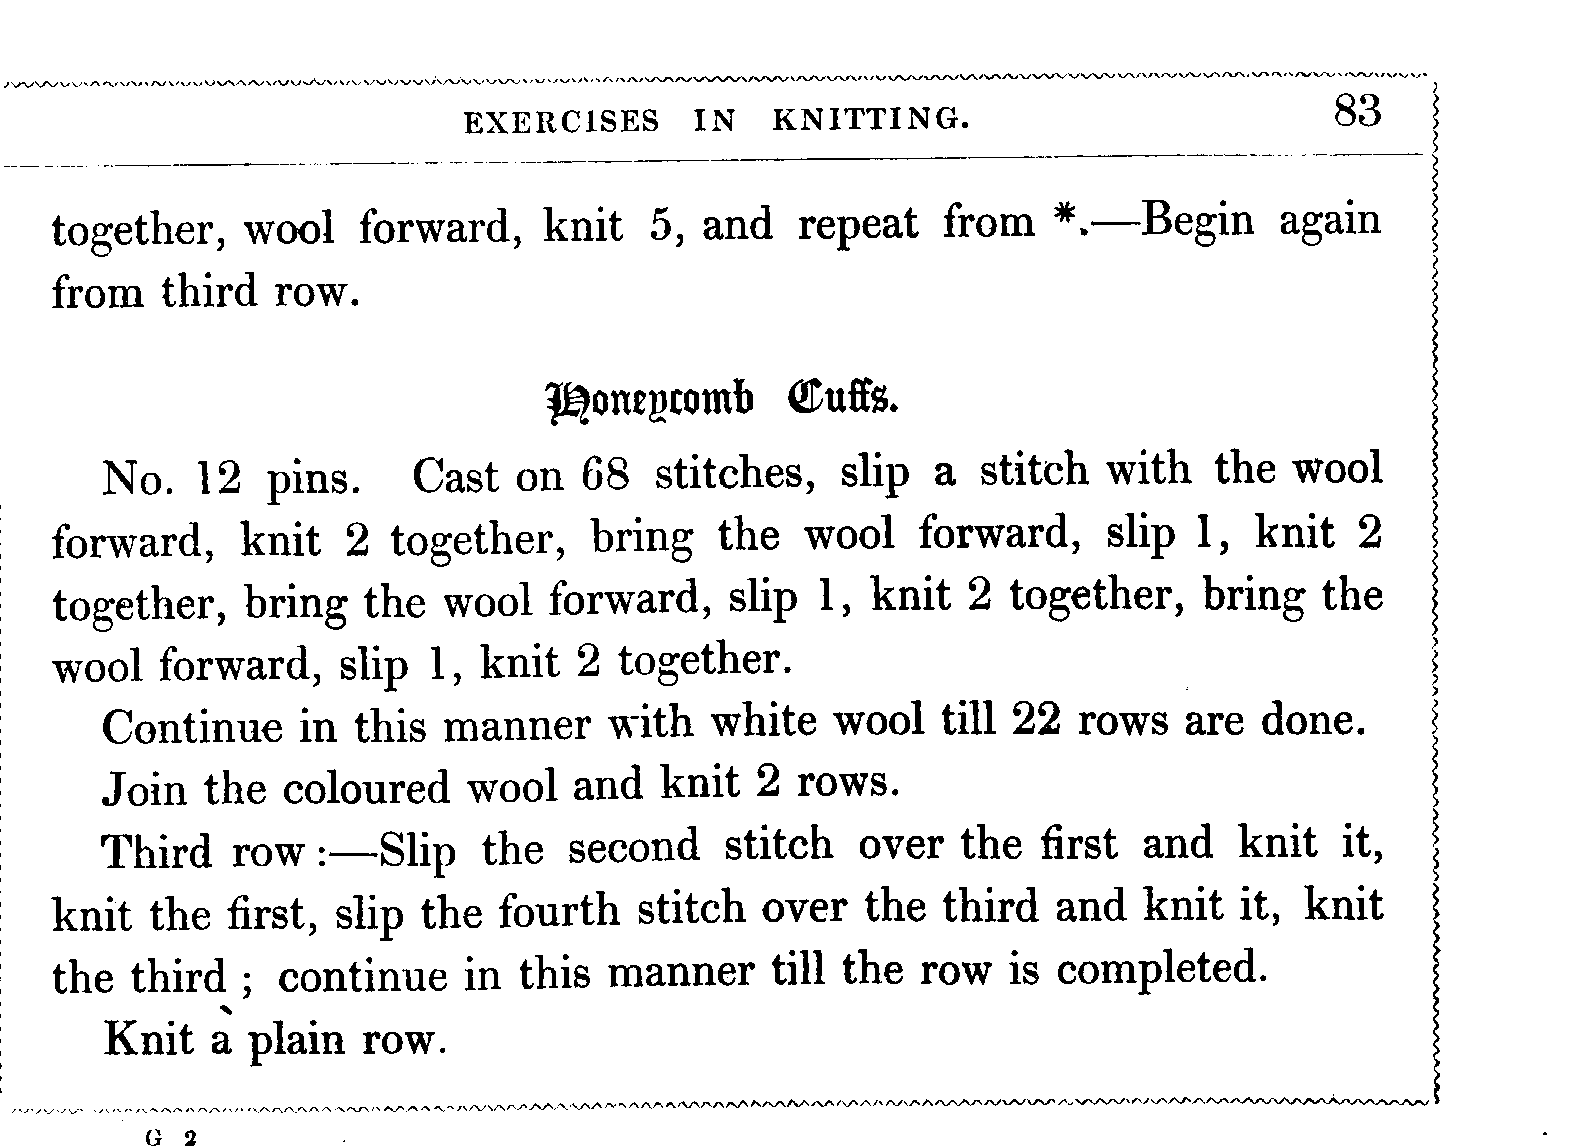 EXERCISES IN KNITTING. 83
together, wool forward, knit 5, and repeat from *.—Begin again
from third row.
Honeycomb Cuffs.
No. 12 pins. Cast on 68 stitches, slip a stitch with the wool
forward, knit 2 together, bring the wool forward, slip 1, knit 2
together, bring the wool forward, slip 1, knit 2 together, bring the
wool forward, slip 1, knit 2 together.
Continue in this manner with white wool till 22 rows are done.
Join the coloured wool and knit 2 rows.
Third row :—Slip the second stitch over the first and knit it,
knit the first, slip the fourth stitch over the third and knit it, knit
the third ; continue in this manner till the row is completed.
Knit a plain row.
G 2